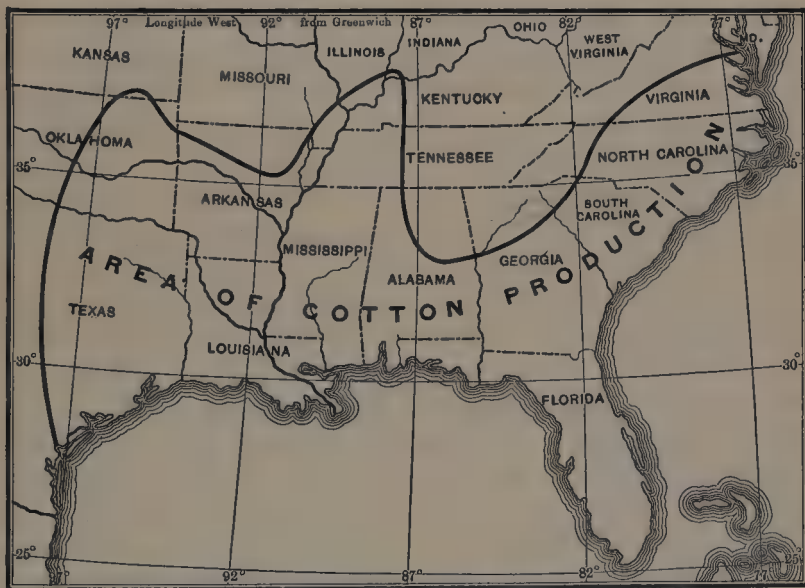 97° Longitude West 92° from Greenwich 87° 82° 77°
OHIO
MD.
KANSAS
ILLINOIS
INDIANA
WEST
VIRGINIA
MISSOURI
KENTUCKY
VIRGINIA
OKLAHOMA
TENNESSEE
NORTH CAROLINA
35°
35°
ARKANSAS
SOUTH
CAROLINA
MISSISSIPPI
GEORGIA
ALABAMA
AREA OF COTTON PRODUCTION
TEXAS
LOUISIANA
30°
30°
FLORIDA
25°
25°
97 92° 87° 82° 77